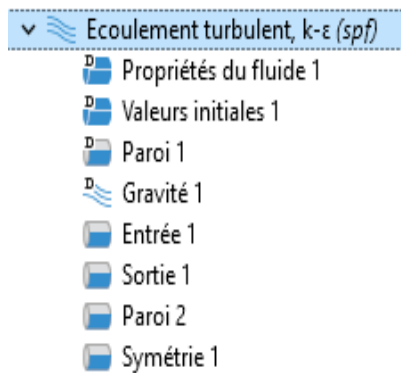 Ecoulement turbulent, k-ε (spf)
D Propriétés du fluide 1
D Valeurs initiales 1
D Paroi 1
D Gravité 1
Entrée 1
Sortie 1
Paroi 2
Symétrie 1